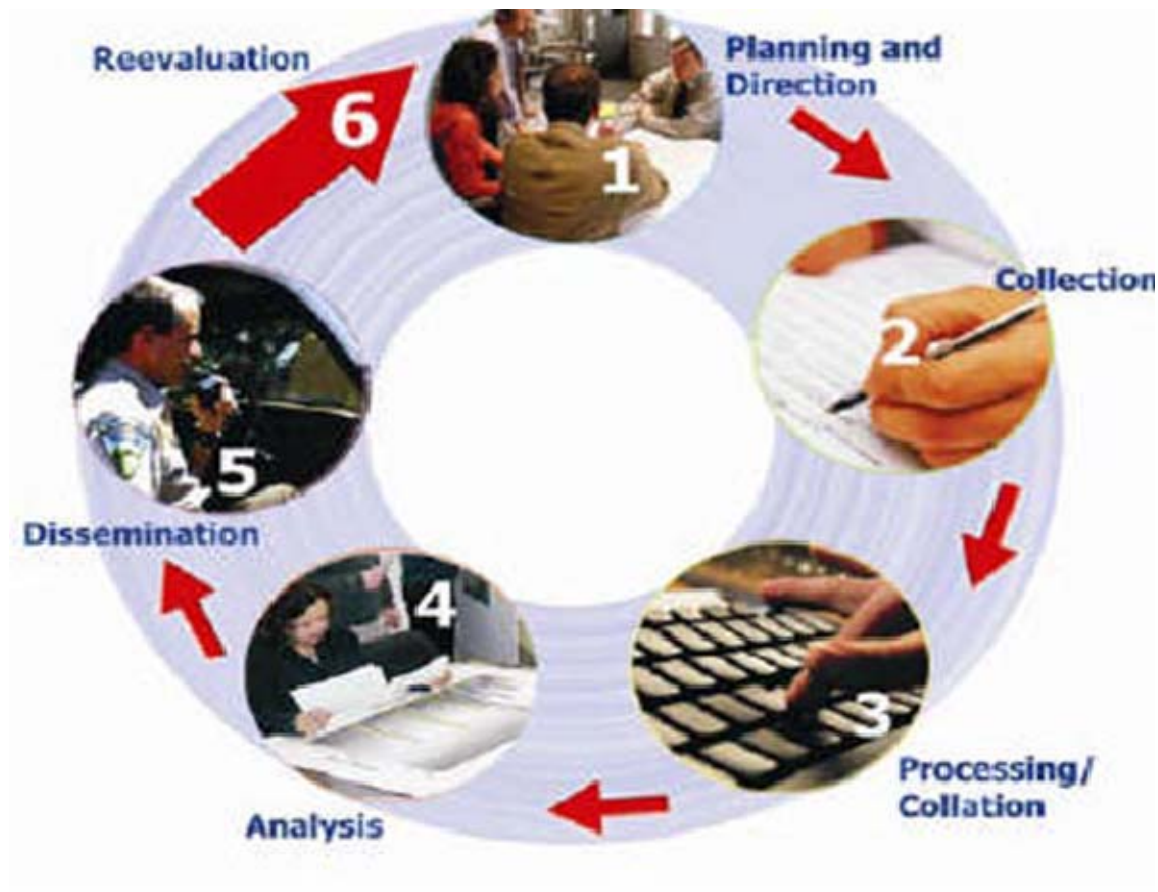 Planning and
Direction
1
Collection
2
3
Processing/
Collation
4
Analysis
5
Dissemination
Reevaluation
6